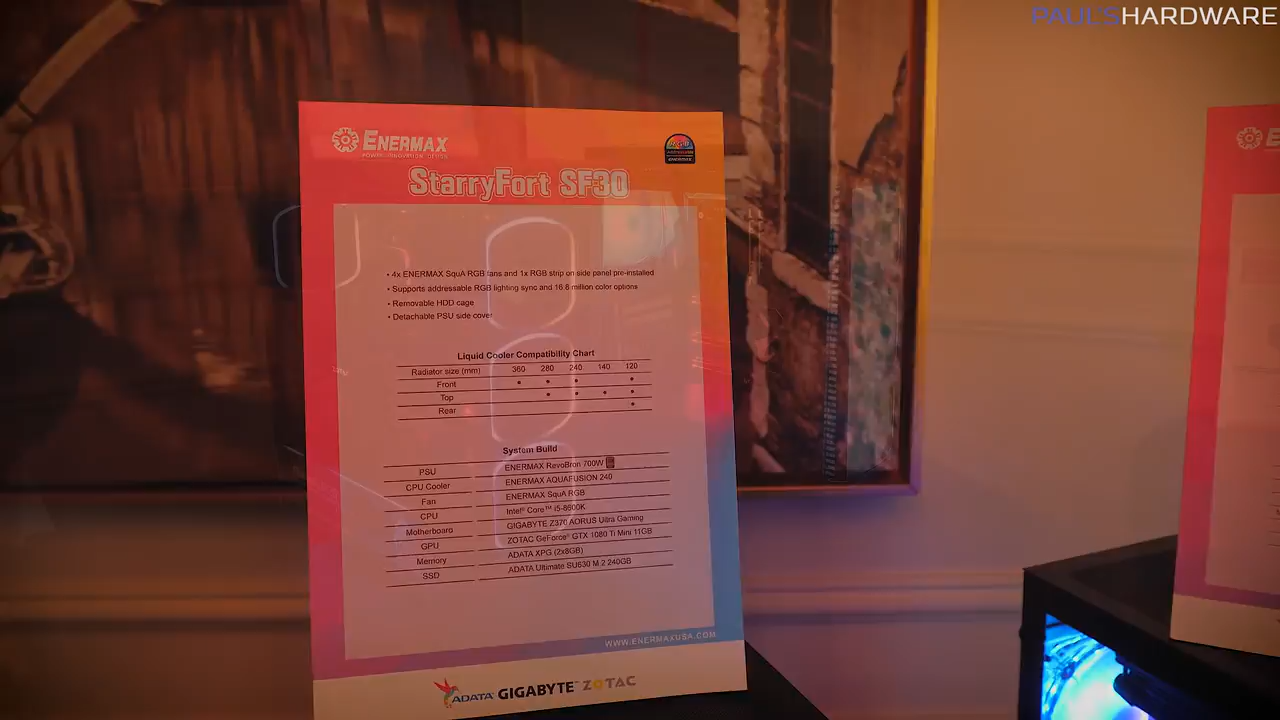 PAUL'SHARDWARE
ENERMAX
POWER.INNOVATION.DESIGN
StarryFort SF30
• 4x ENERMAX SquA RGB fans and 1x RGB strip on side panel pre-installed
• Supports addressable RGB lighting sync and 16.8 million color options
• Removable HDD cage
• Detachable PSU side cover
Liquid Cooler Compatibility Chart
Radiator size (mm) 360 280 240 140 120
Front • • • •
Top • • • •
Rear •
System Build
PSU ENERMAX RevoBron 700W
CPU Cooler ENERMAX AQUAFUSION 240
Fan ENERMAX SquA RGB
CPU Intel® Core™ i5-8600K
Motherboard GIGABYTE Z370 AORUS Ultra Gaming
GPU ZOTAC GeForce® GTX 1080 Ti Mini 11GB
Memory ADATA XPG (2x8GB)
SSD ADATA Ultimate SU630 M.2 240GB
WWW.ENERMAXUSA.COM
ADATA GIGABYTE™ ZOTAC